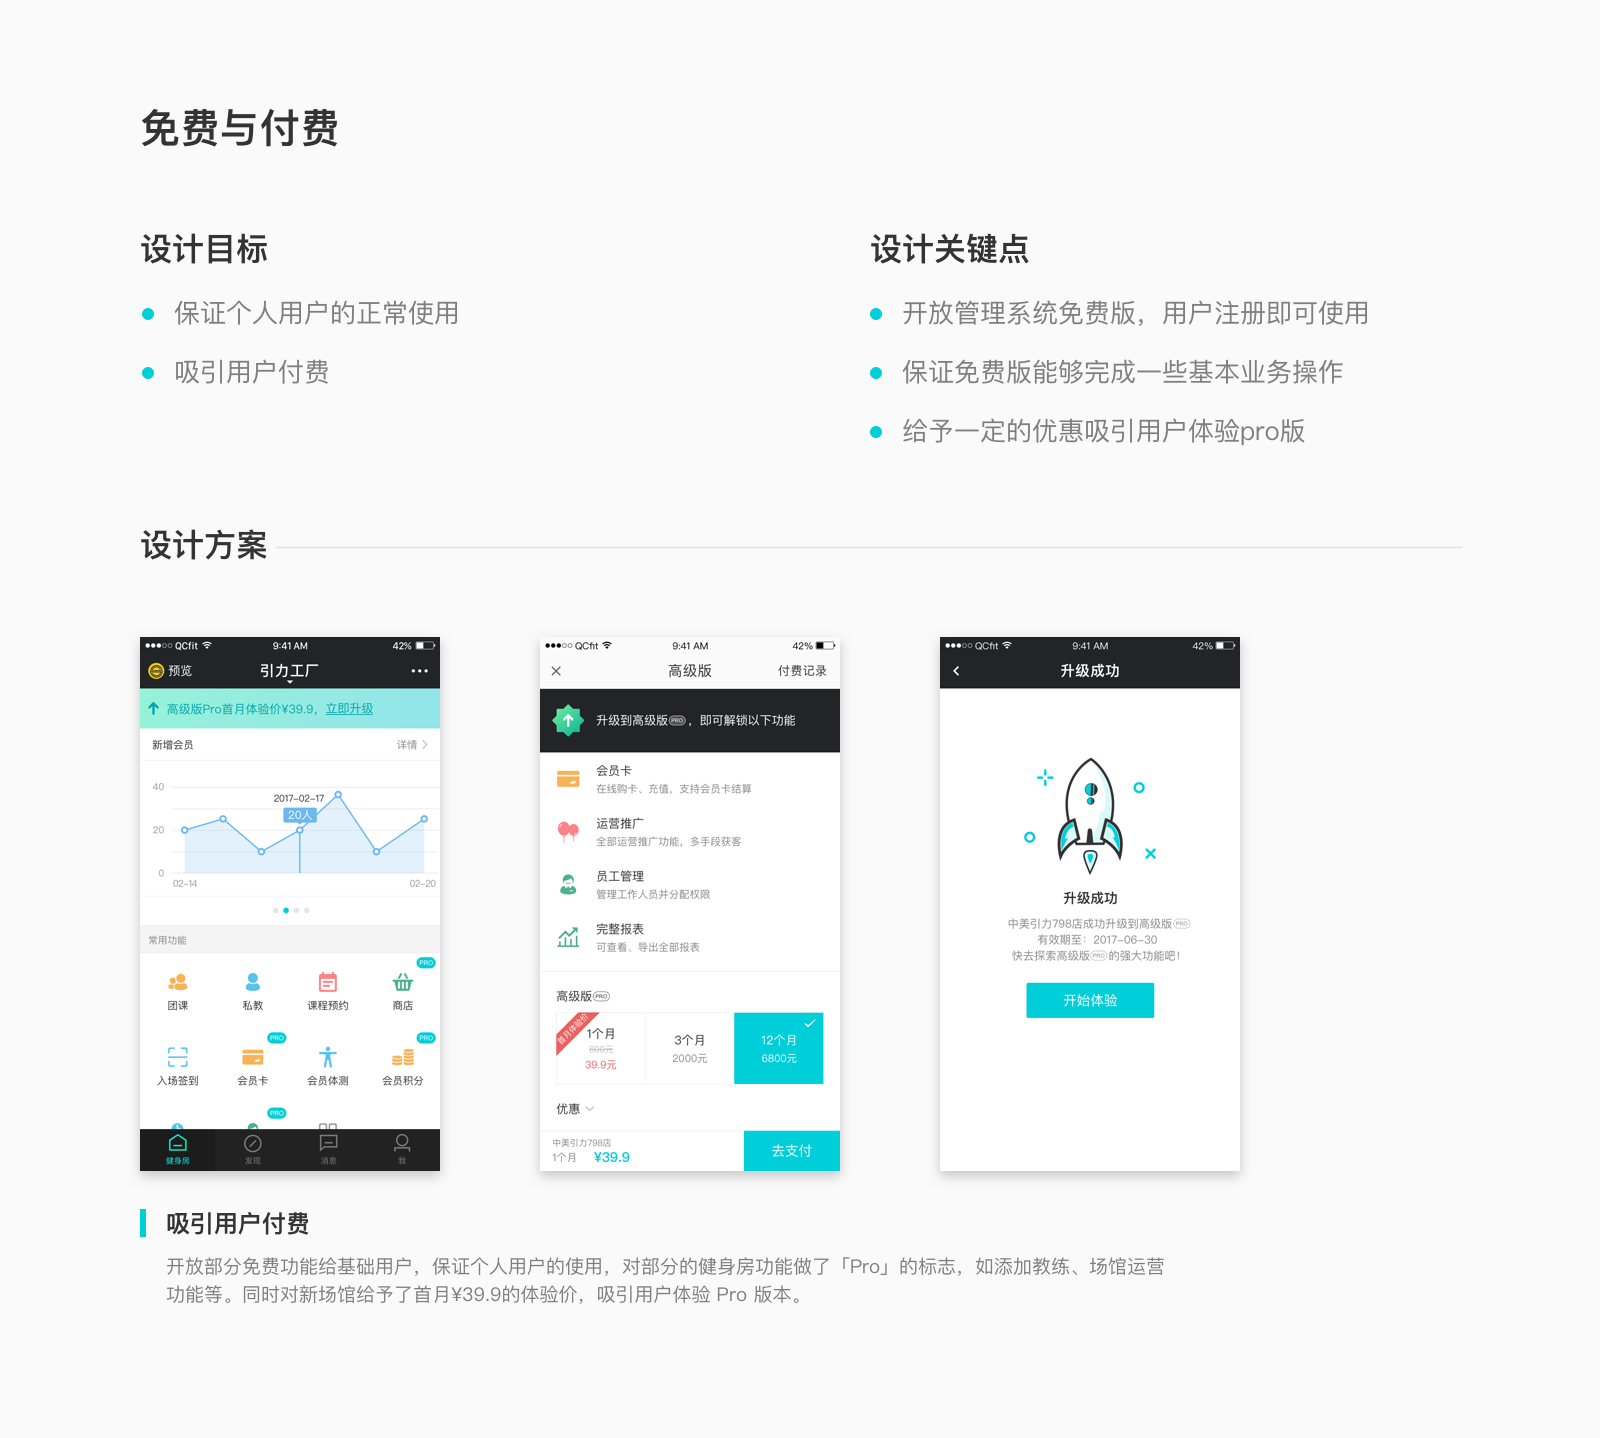 免费与付费
设计目标
保证个人用户的正常使用
吸引用户付费
设计关键点
开放管理系统免费版，用户注册即可使用
保证免费版能够完成一些基本业务操作
给予一定的优惠吸引用户体验pro版
设计方案
QCfit 9:41 AM 42%
预览 引力工厂
高级版Pro首月体验价¥39.9，立即升级
新增会员 详情
40
2017-02-17
20人
20
0
02-14 02-20
常用功能
PRO
团课 私教 课程预约 商店
PRO PRO
入场签到 会员卡 会员体测 会员积分
PRO
健身房 发现 消息 我
QCfit 9:41 AM 42%
高级版 付费记录
升级到高级版PRO，即可解锁以下功能
会员卡
在线购卡、充值，支持会员卡结算
运营推广
全部运营推广功能，多手段获客
员工管理
管理工作人员并分配权限
完整报表
可查看、导出全部报表
高级版PRO
首月体验价
1个月 3个月 12个月
800元 2000元 6800元
39.9元
优惠
中美引力798店
1个月 ¥39.9
去支付
QCfit 9:41 AM 42%
升级成功
升级成功
中美引力798店成功升级到高级版PRO
有效期至：2017-06-30
快去探索高级版PRO的强大功能吧！
开始体验
吸引用户付费
开放部分免费功能给基础用户，保证个人用户的使用，对部分的健身房功能做了「Pro」的标志，如添加教练、场馆运营
功能等。同时对新场馆给予了首月¥39.9的体验价，吸引用户体验 Pro 版本。